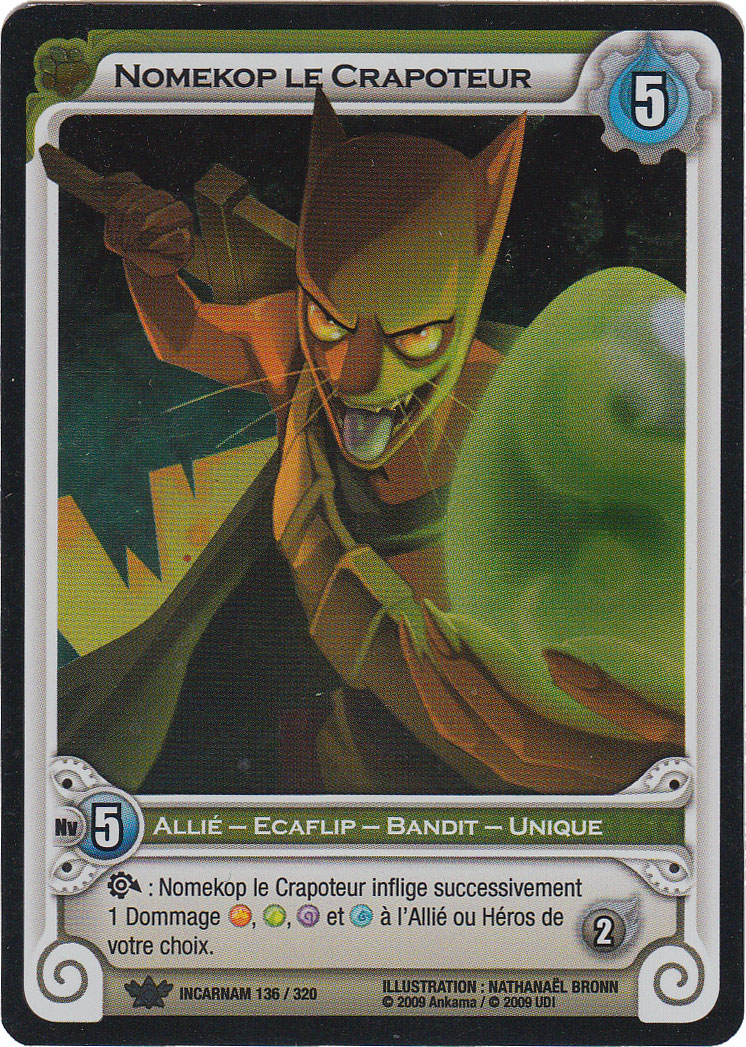 Nomekop le Crapoteur
5
Nv 5
Allié – Ecaflip – Bandit – Unique
: Nomekop le Crapoteur inflige successivement
1 Dommage , , et à l'Allié ou Héros de
votre choix.
2
INCARNAM 136 / 320
ILLUSTRATION : NATHANAËL BRONN
© 2009 Ankama / © 2009 UDI